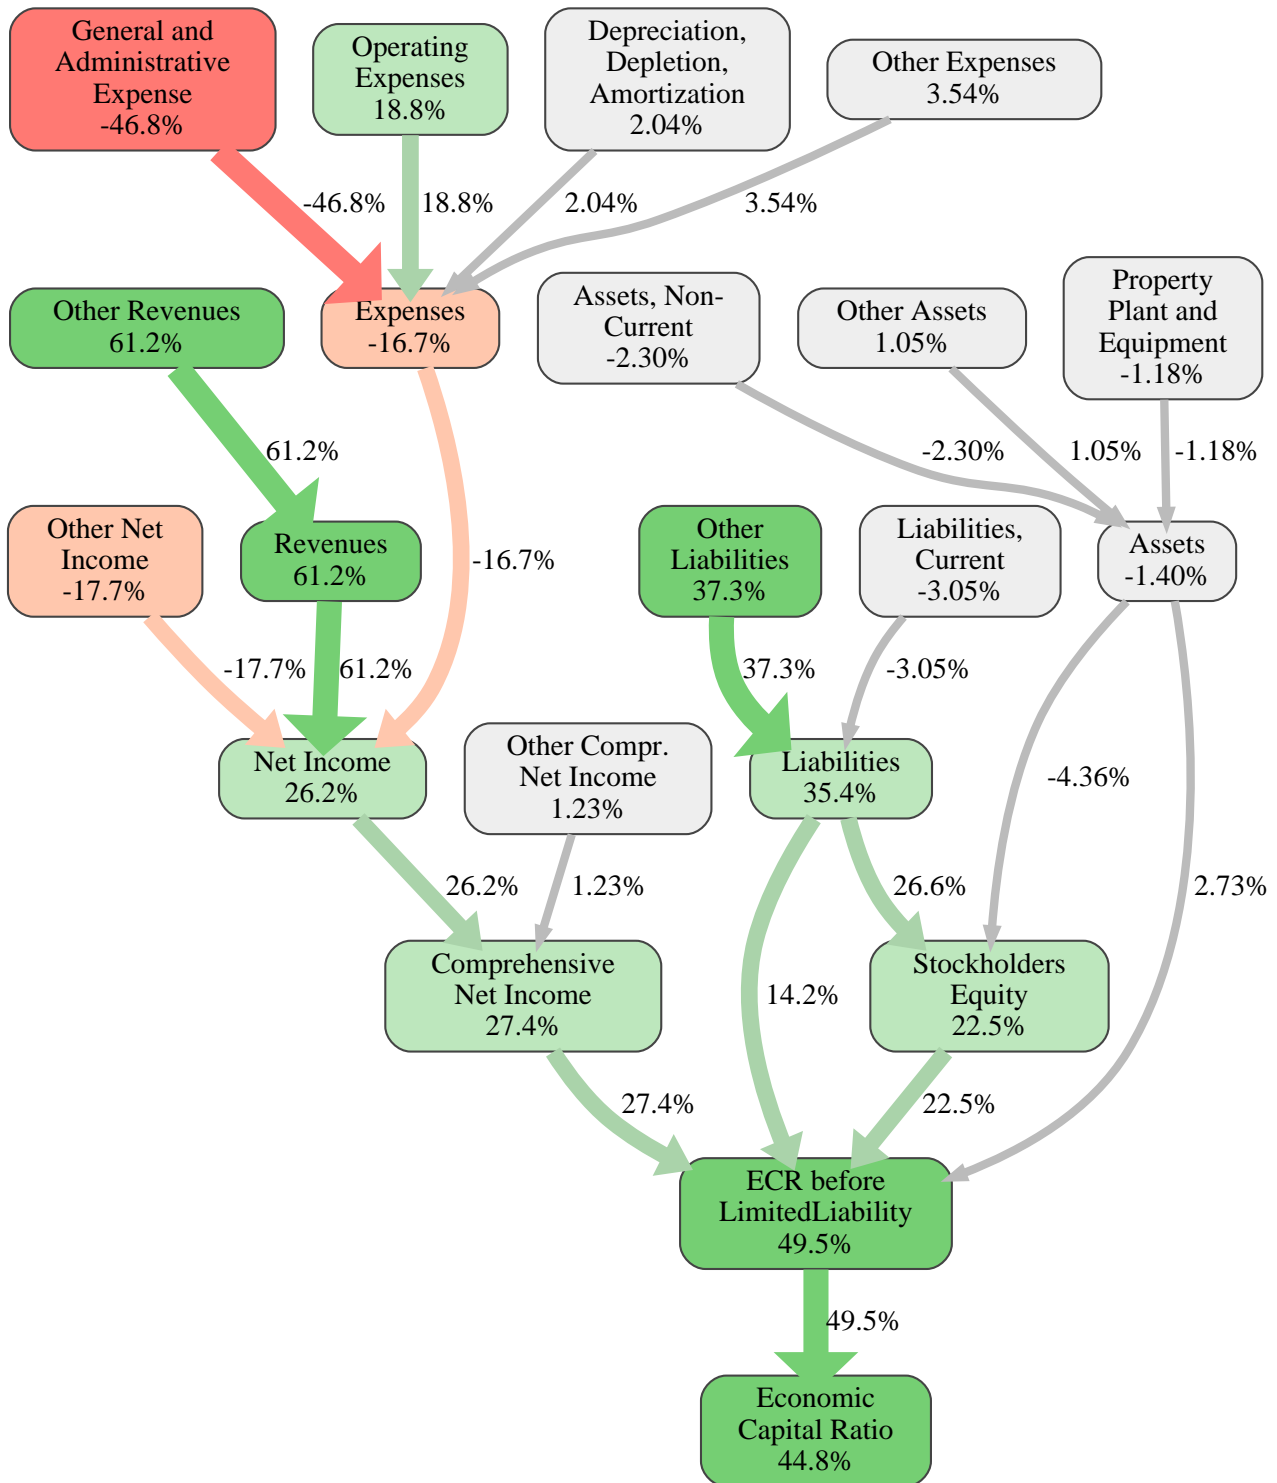 General and
Administrative
Expense
-46.8%
Operating
Expenses
18.8%
Depreciation,
Depletion,
Amortization
2.04%
Other Expenses
3.54%
-46.8%
18.8%
2.04%
3.54%
Other Revenues
61.2%
Expenses
-16.7%
Assets, Non-
Current
-2.30%
Other Assets
1.05%
Property
Plant and
Equipment
-1.18%
61.2%
-2.30%
1.05%
-1.18%
Other Net
Income
-17.7%
Revenues
61.2%
-16.7%
Other
Liabilities
37.3%
Liabilities,
Current
-3.05%
Assets
-1.40%
-17.7%
61.2%
37.3%
-3.05%
Net Income
26.2%
Other Compr.
Net Income
1.23%
Liabilities
35.4%
-4.36%
26.2%
1.23%
26.6%
2.73%
Comprehensive
Net Income
27.4%
14.2%
Stockholders
Equity
22.5%
27.4%
22.5%
ECR before
LimitedLiability
49.5%
49.5%
Economic
Capital Ratio
44.8%